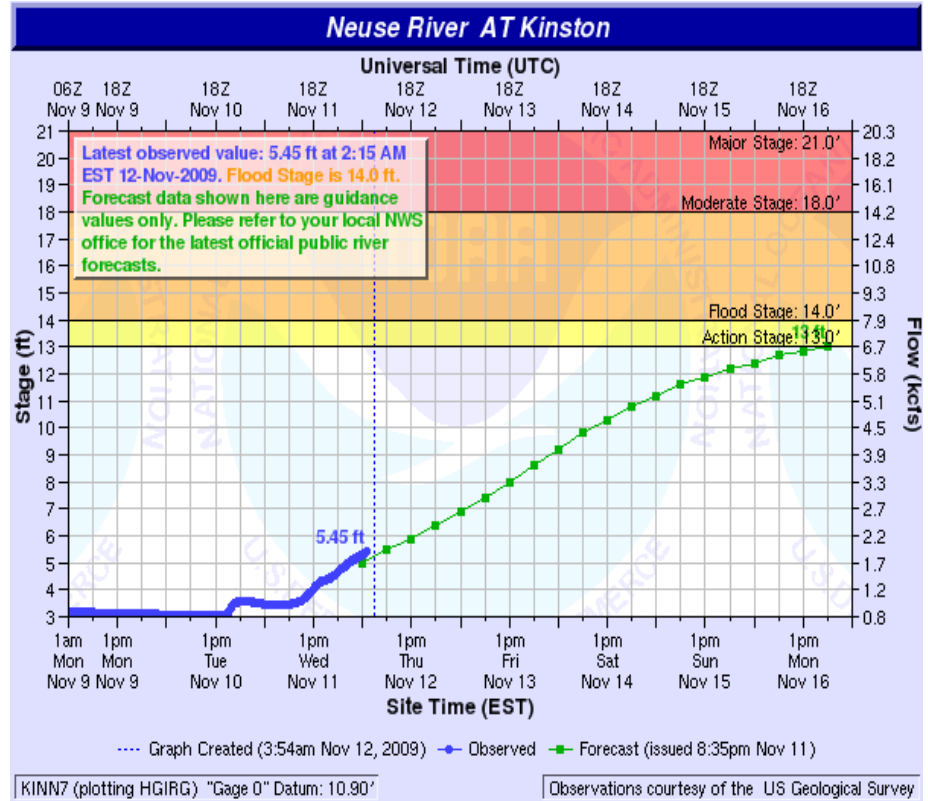 Neuse River AT Kinston
Universal Time (UTC)
06Z 18Z 18Z 18Z 18Z 18Z 18Z 18Z 18Z
Nov 9 Nov 9 Nov 10 Nov 11 Nov 12 Nov 13 Nov 14 Nov 15 Nov 16
Latest observed value: 5.45 ft at 2:15 AM
EST 12-Nov-2009. Flood Stage is 14.0 ft.
Forecast data shown here are guidance
values only. Please refer to your local NWS
office for the latest official public river
forecasts.
Major Stage: 21.0'
Moderate Stage: 18.0'
Flood Stage: 14.0'
Action Stage: 13.0'
13 ft
5.45 ft
Stage (ft)
21
20
19
18
17
16
15
14
13
12
11
10
9
8
7
6
5
4
3
Flow (kcfs)
20.3
18.2
16.1
14.2
12.4
10.8
9.3
7.9
6.7
5.8
5.1
4.5
3.9
3.3
2.7
2.2
1.7
1.2
0.8
1am 1pm 1pm 1pm 1pm 1pm 1pm 1pm 1pm
Mon Mon Tue Wed Thu Fri Sat Sun Mon
Nov 9 Nov 9 Nov 10 Nov 11 Nov 12 Nov 13 Nov 14 Nov 15 Nov 16
Site Time (EST)
Graph Created (3:54am Nov 12, 2009) Observed Forecast (issued 8:35pm Nov 11)
KINN7 (plotting HGIRG) "Gage 0" Datum: 10.90'
Observations courtesy of the US Geological Survey